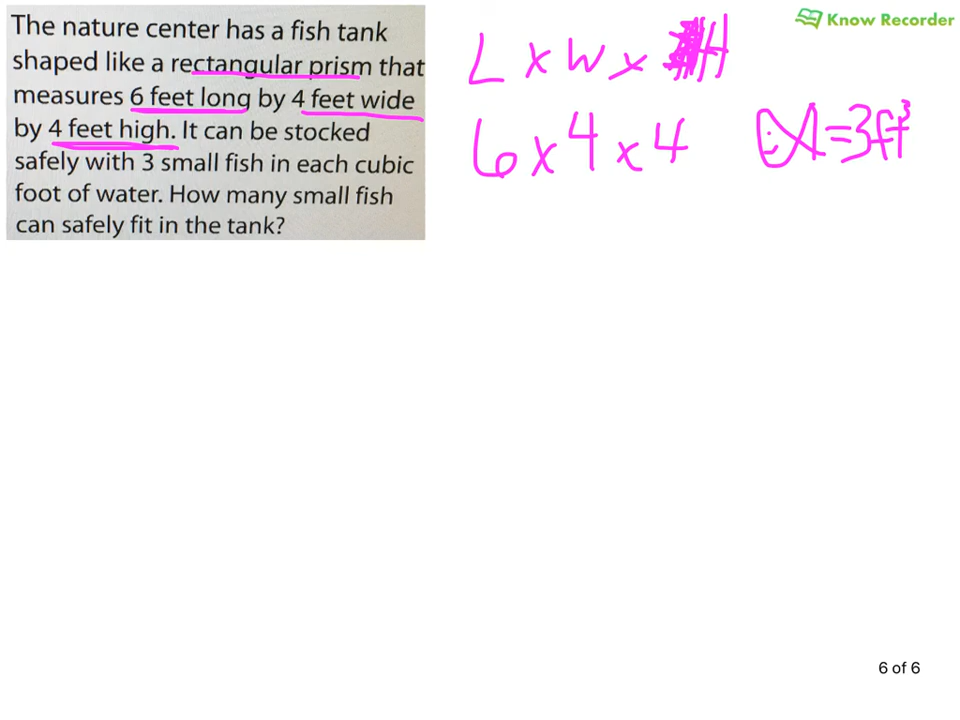 The nature center has a fish tank
shaped like a rectangular prism that
measures 6 feet long by 4 feet wide
by 4 feet high. It can be stocked
safely with 3 small fish in each cubic
foot of water. How many small fish
can safely fit in the tank?
Know Recorder
L x W x H
6 x 4 x 4
=3ft³
6 of 6